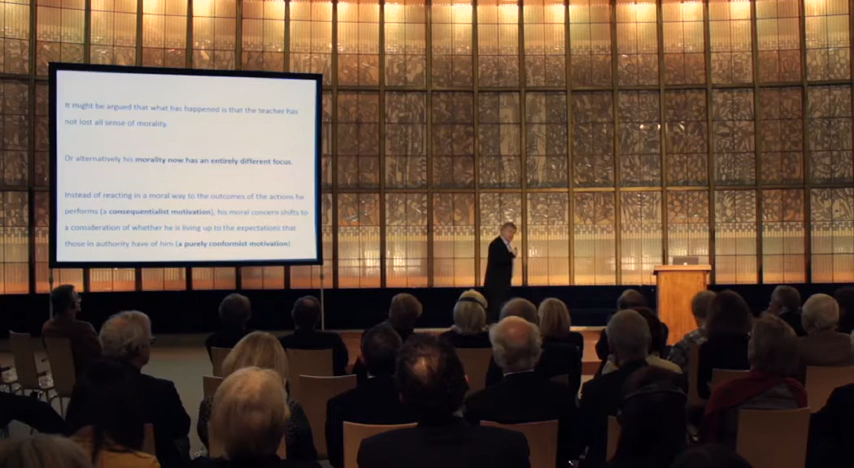 It might be argued that what has happened is that the teacher has
not lost all sense of morality.
Or alternatively his morality now has an entirely different focus.
Instead of reacting in a moral way to the outcomes of the actions he
performs (a consequentialist motivation), his moral concern shifts to
a consideration of whether he is living up to the expectations that
those in authority have of him (a purely conformist motivation)